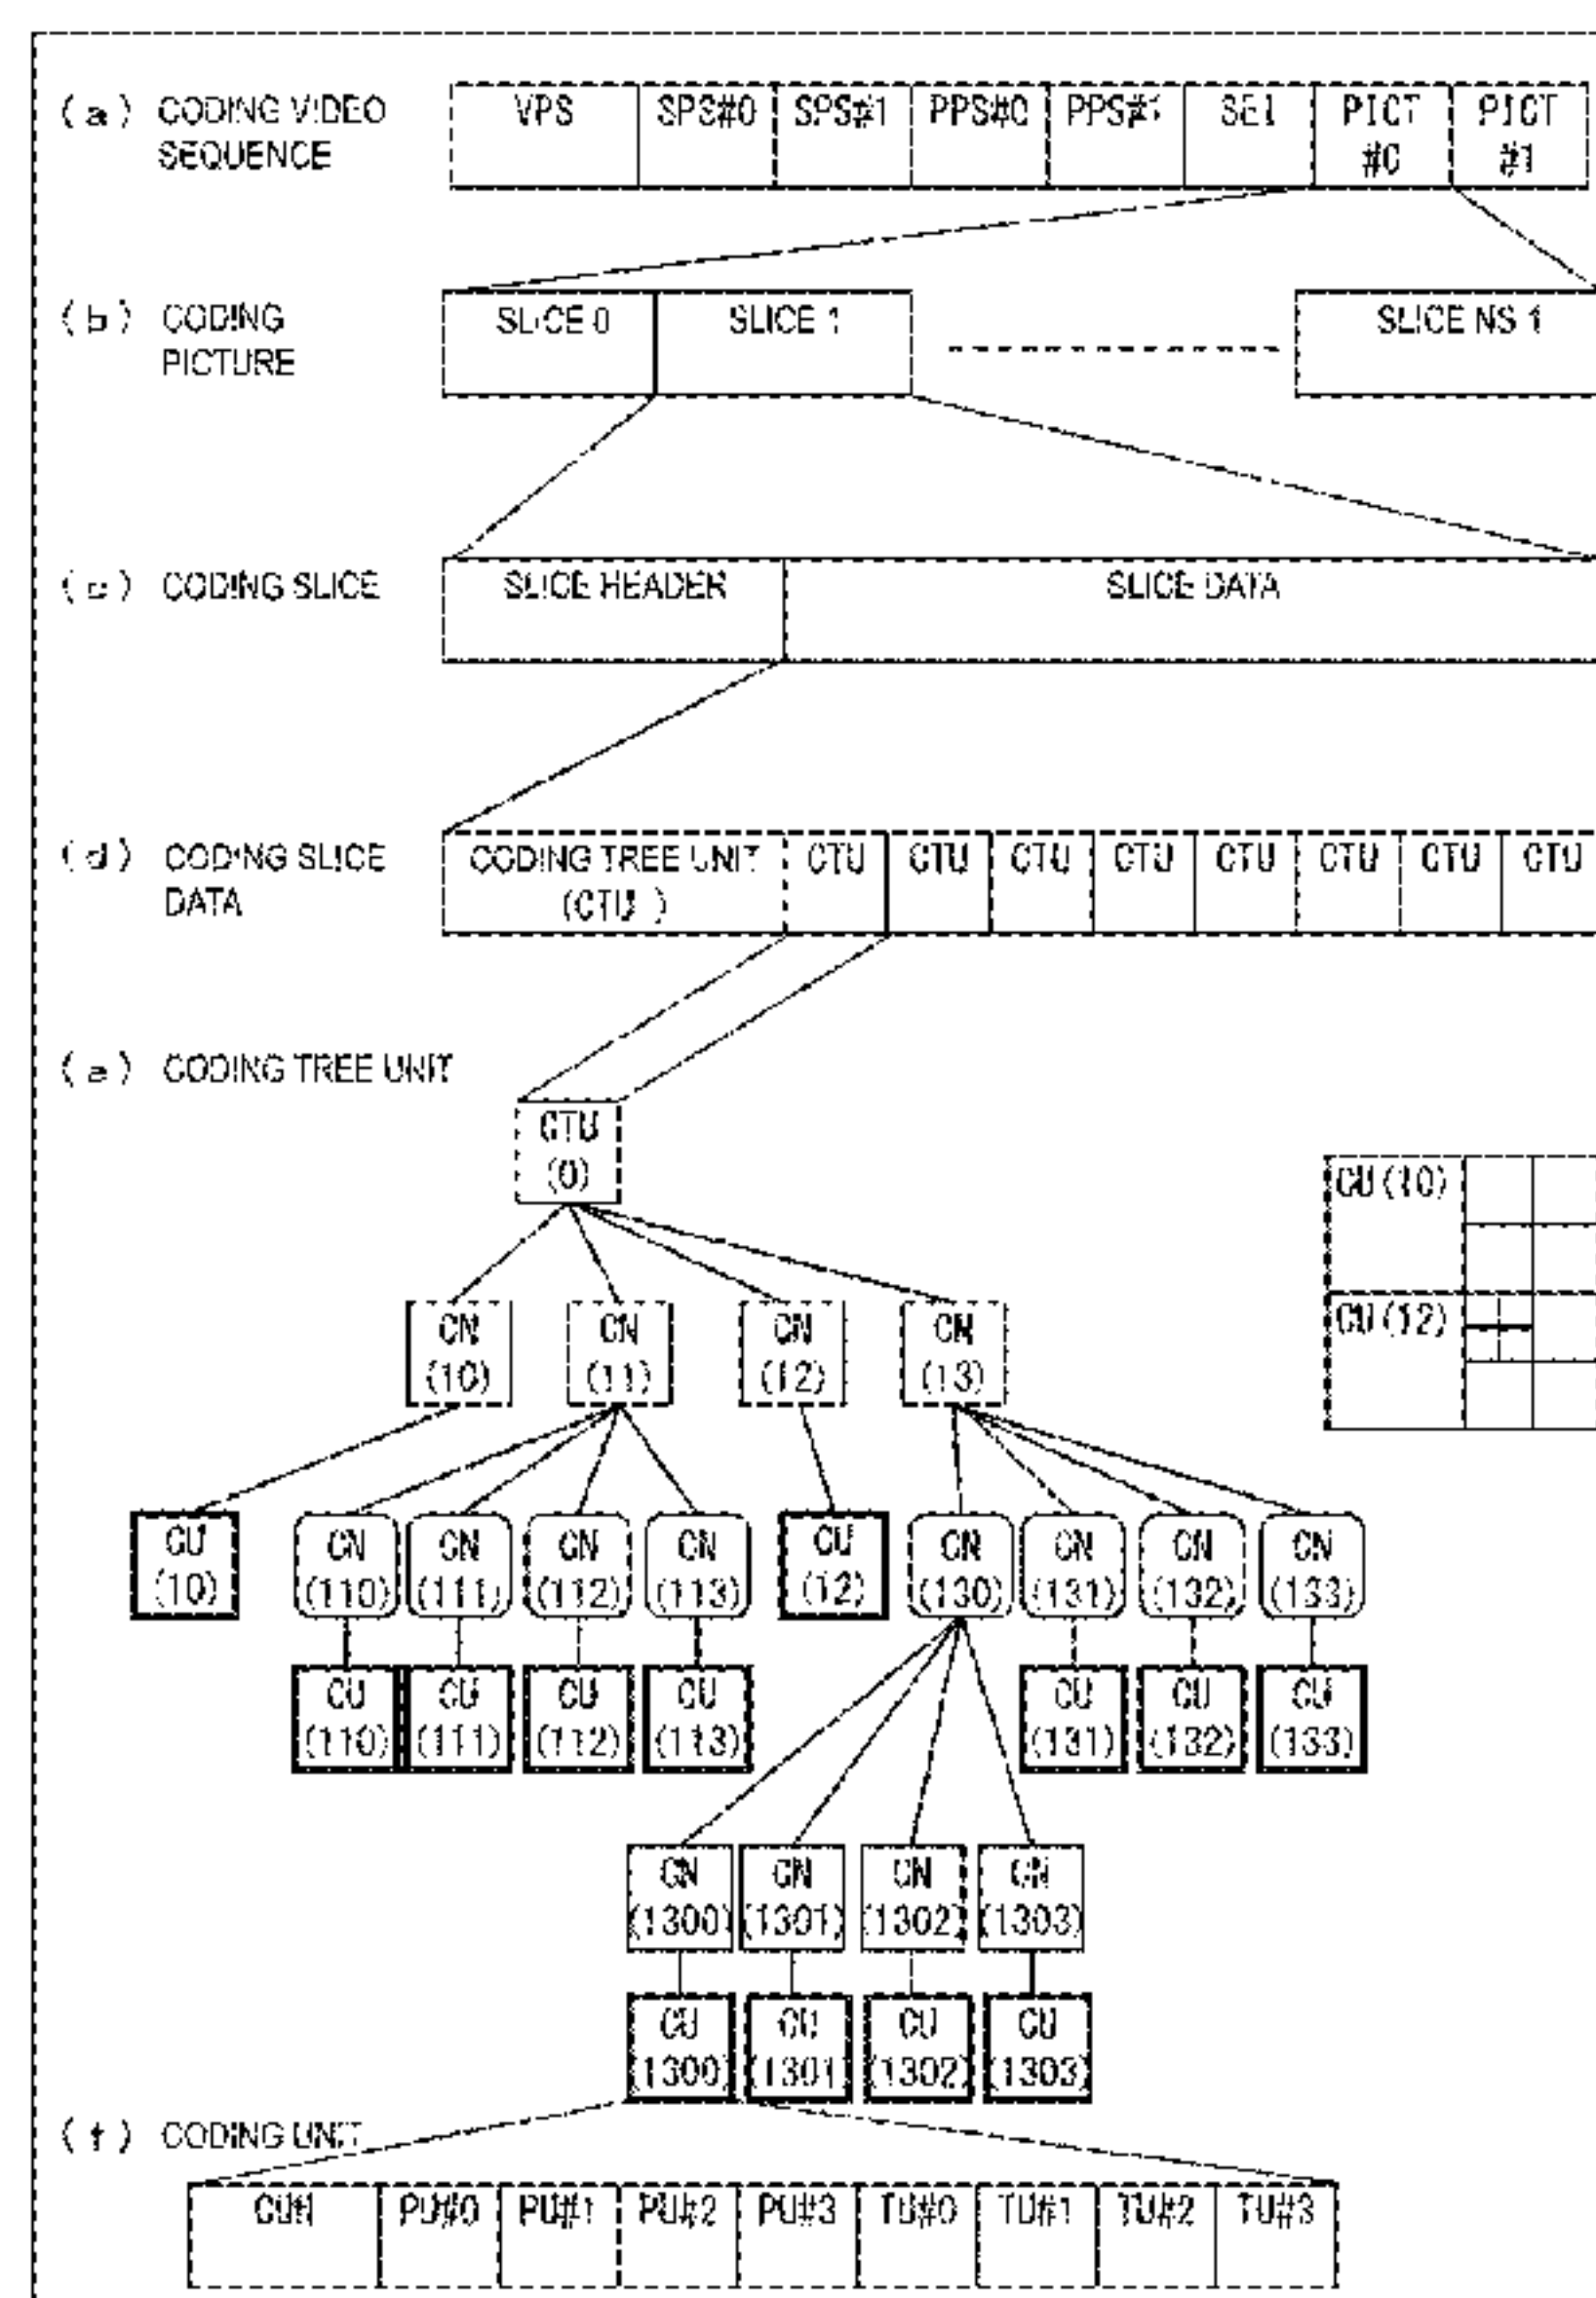 (a) CODING VIDEO
SEQUENCE
VPS SPS#0 SPS#1 PPS#0 PPS#1 SEI PICT
#0 PICT
#1
(b) CODING
PICTURE
SLICE 0 SLICE 1 SLICE NS-1
(c) CODING SLICE
SLICE HEADER SLICE DATA
(d) CODING SLICE
DATA
CODING TREE UNIT
(CTU ) CTU CTU CTU CTU CTU CTU CTU CTU
(e) CODING TREE UNIT
CTU
(0)
CU(10)
CU(12)
CN
(10)
CN
(11)
CN
(12)
CN
(13)
CU
(10)
CN
(110)
CN
(111)
CN
(112)
CN
(113)
CU
(12)
CN
(130)
CN
(131)
CN
(132)
CN
(133)
CU
(110)
CU
(111)
CU
(112)
CU
(113)
CU
(131)
CU
(132)
CU
(133)
CN
(1300)
CN
(1301)
CN
(1302)
CN
(1303)
CU
(1300)
CU
(1301)
CU
(1302)
CU
(1303)
(f) CODING UNIT
PU#0 PU#1 PU#2 PU#3 TU#0 TU#1 TU#2 TU#3